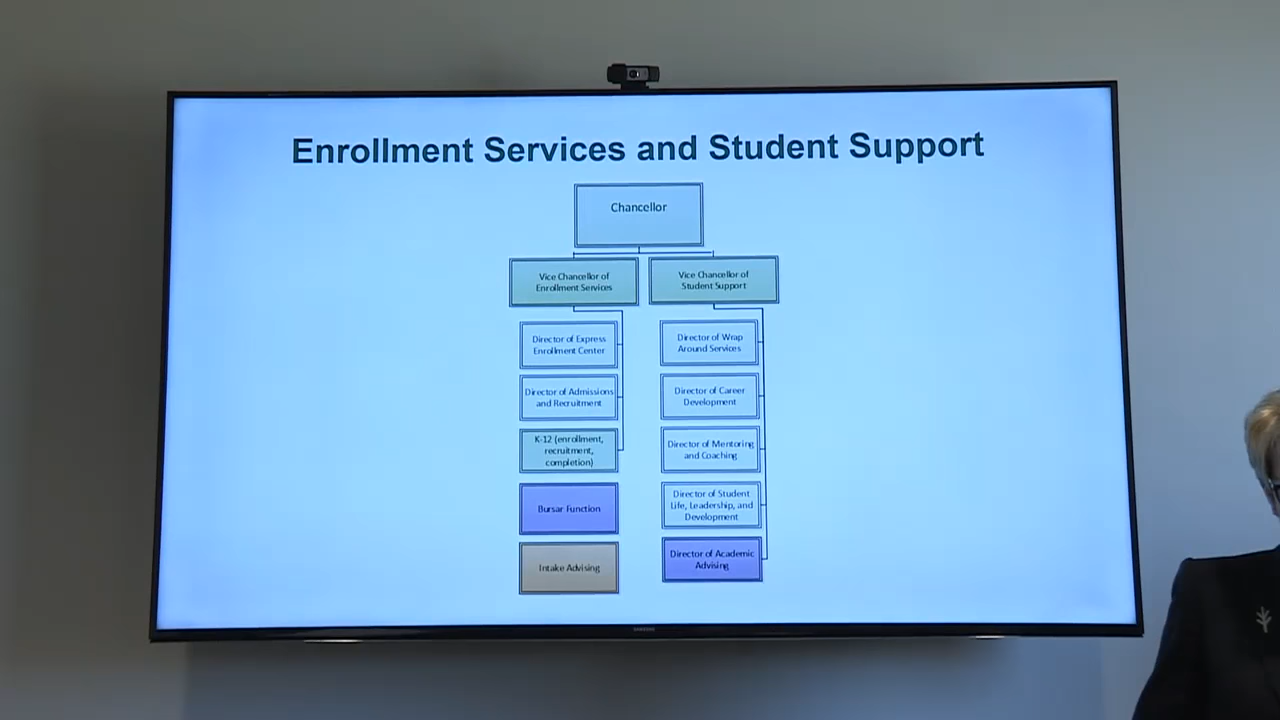 Enrollment Services and Student Support
Chancellor
Vice Chancellor of
Enrollment Services
Vice Chancellor of
Student Support
Director of Express
Enrollment Center
Director of Admissions
and Recruitment
K-12 (enrollment,
recruitment,
completion)
Bursar Function
Intake Advising
Director of Wrap
Around Services
Director of Career
Development
Director of Mentoring
and Coaching
Director of Student
Life, Leadership, and
Development
Director of Academic
Advising
SAMSUNG